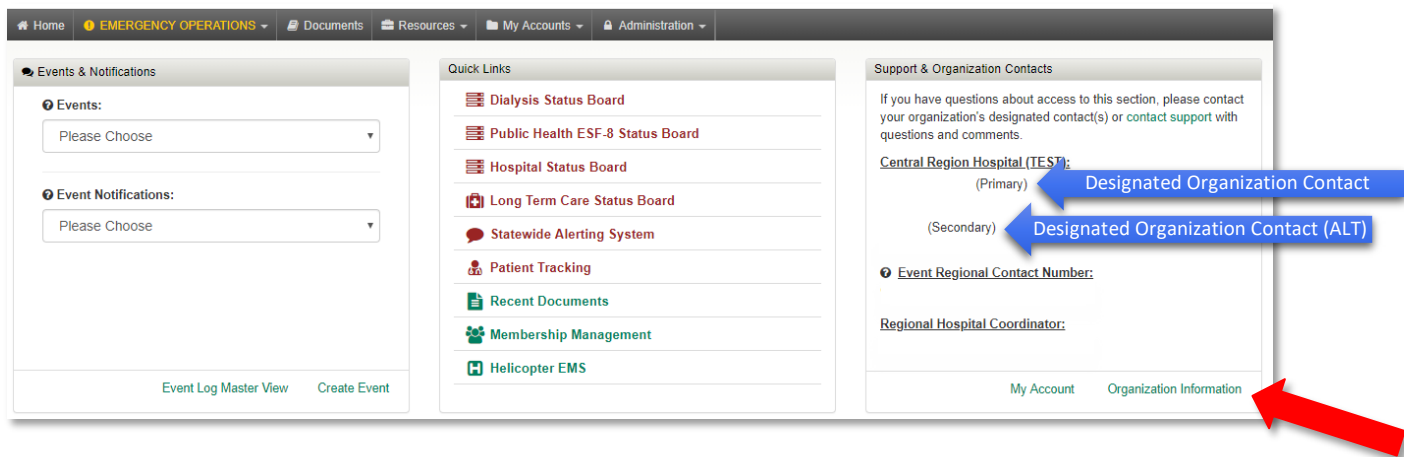 Home
EMERGENCY OPERATIONS
Documents
Resources
My Accounts
Administration
Events & Notifications
Events:
Please Choose
Event Notifications:
Please Choose
Event Log Master View
Create Event
Quick Links
Dialysis Status Board
Public Health ESF-8 Status Board
Hospital Status Board
Long Term Care Status Board
Statewide Alerting System
Patient Tracking
Recent Documents
Membership Management
Helicopter EMS
Support & Organization Contacts
If you have questions about access to this section, please contact
your organization's designated contact(s) or contact support with
questions and comments.
Central Region Hospital (TEST):
(Primary)
Designated Organization Contact
(Secondary)
Designated Organization Contact (ALT)
Event Regional Contact Number:
Regional Hospital Coordinator:
My Account
Organization Information